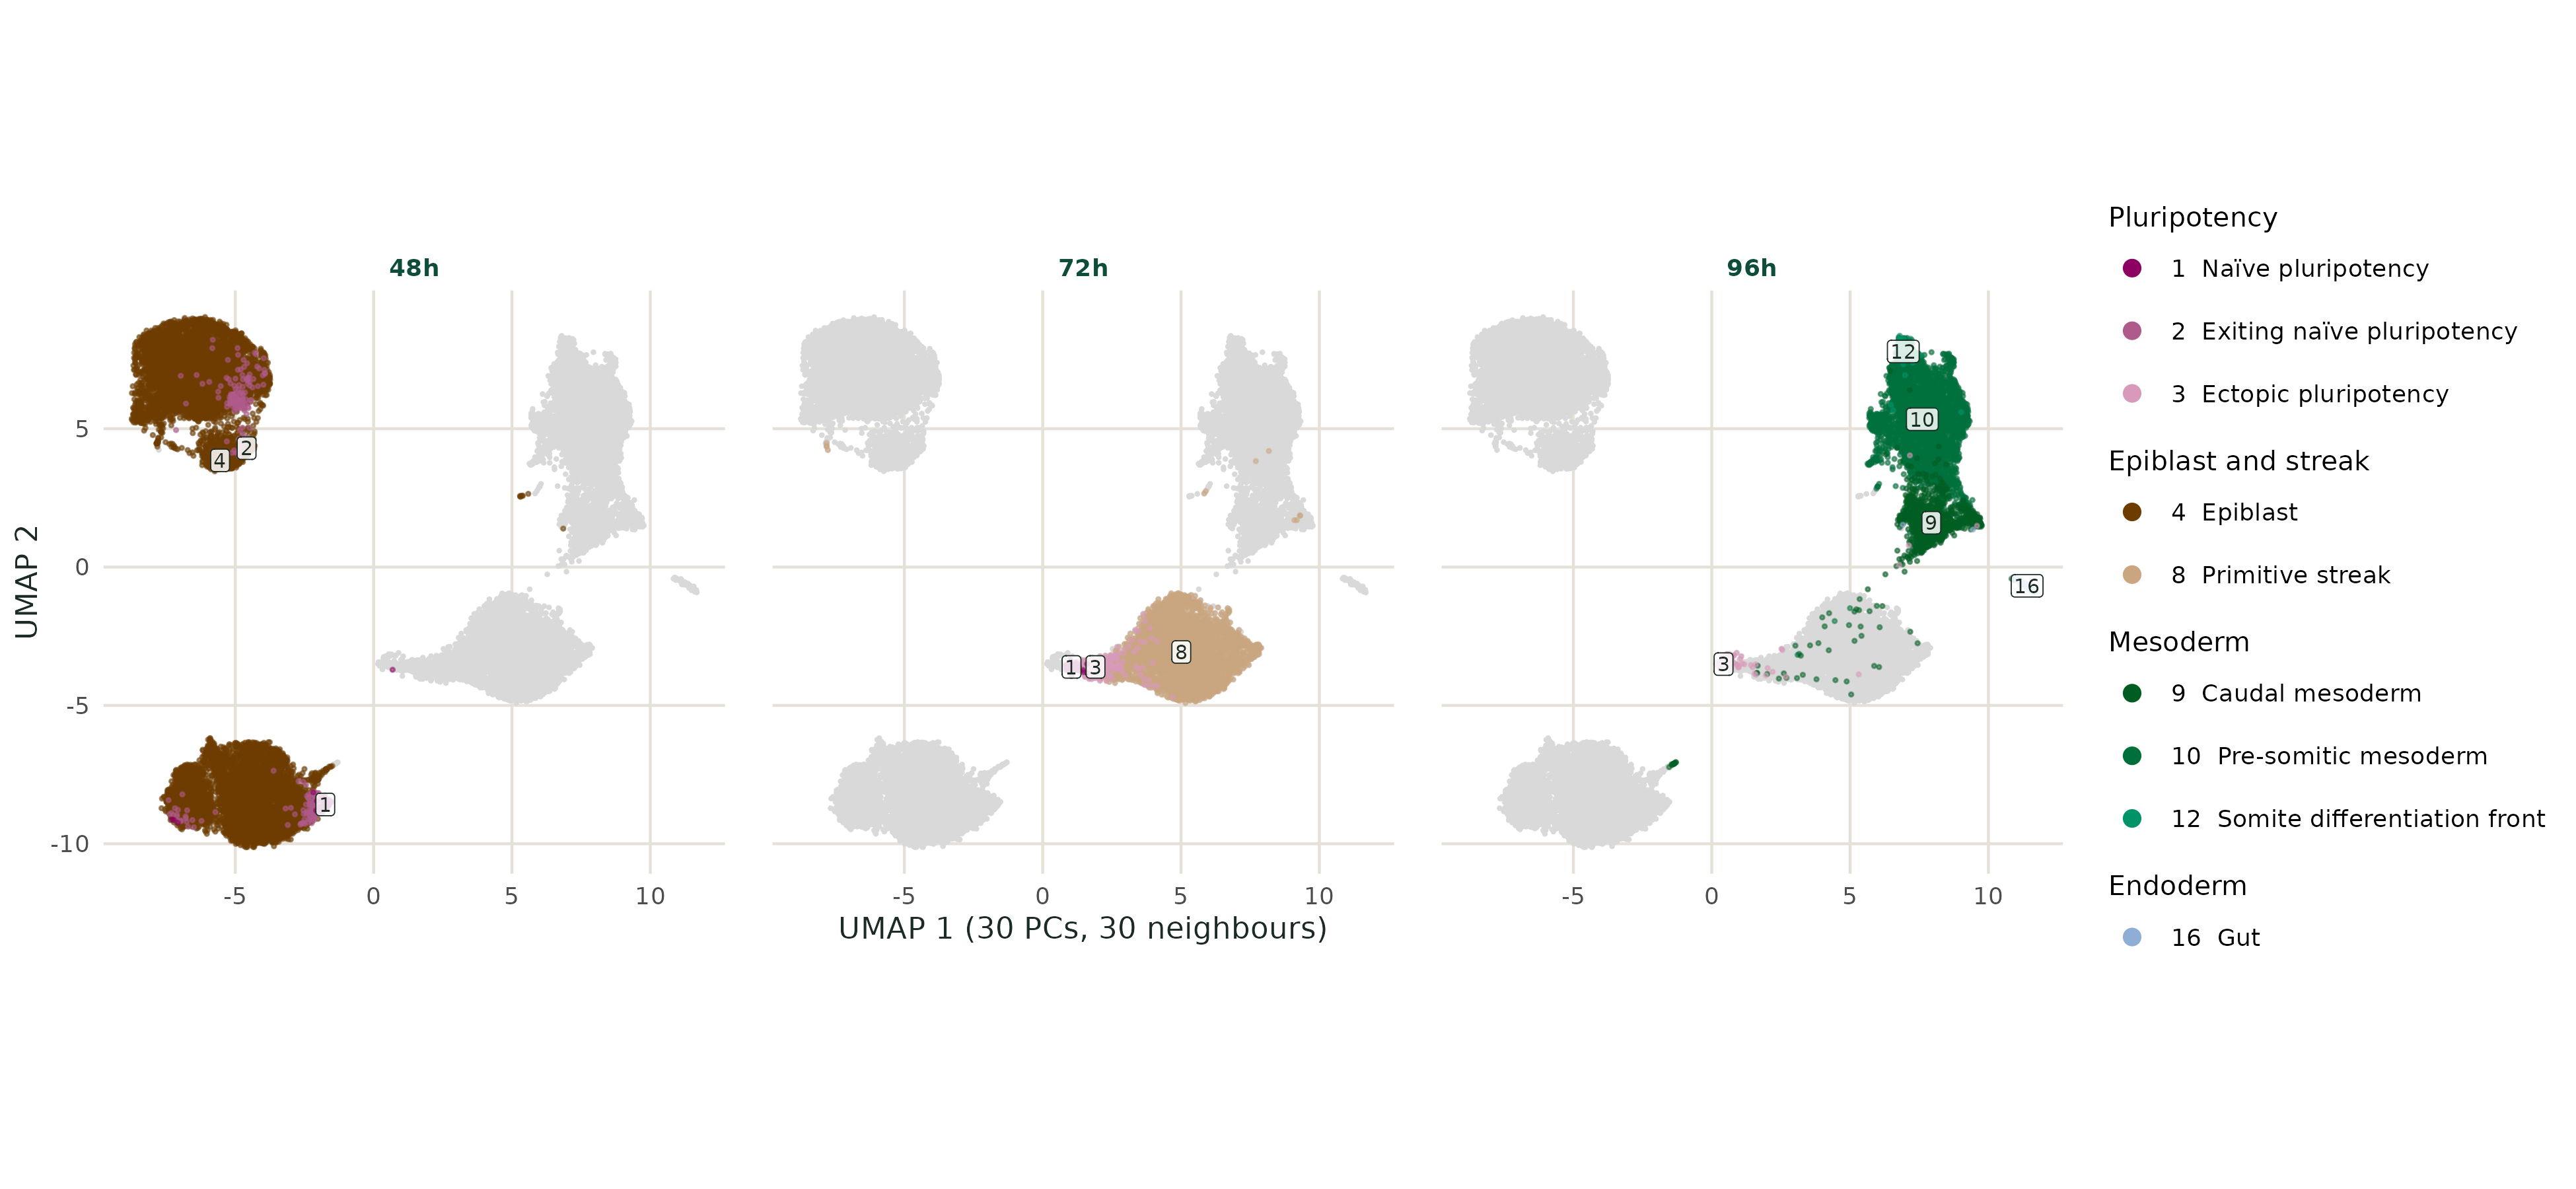 48h
72h
96h
UMAP 2
5
0
-5
-10
4
2
1
1
3
8
12
10
9
16
3
-5
0
5
10
-5
0
5
10
-5
0
5
10
UMAP 1 (30 PCs, 30 neighbours)
Pluripotency
1 Naïve pluripotency
2 Exiting naïve pluripotency
3 Ectopic pluripotency
Epiblast and streak
4 Epiblast
8 Primitive streak
Mesoderm
9 Caudal mesoderm
10 Pre-somitic mesoderm
12 Somite differentiation front
Endoderm
16 Gut